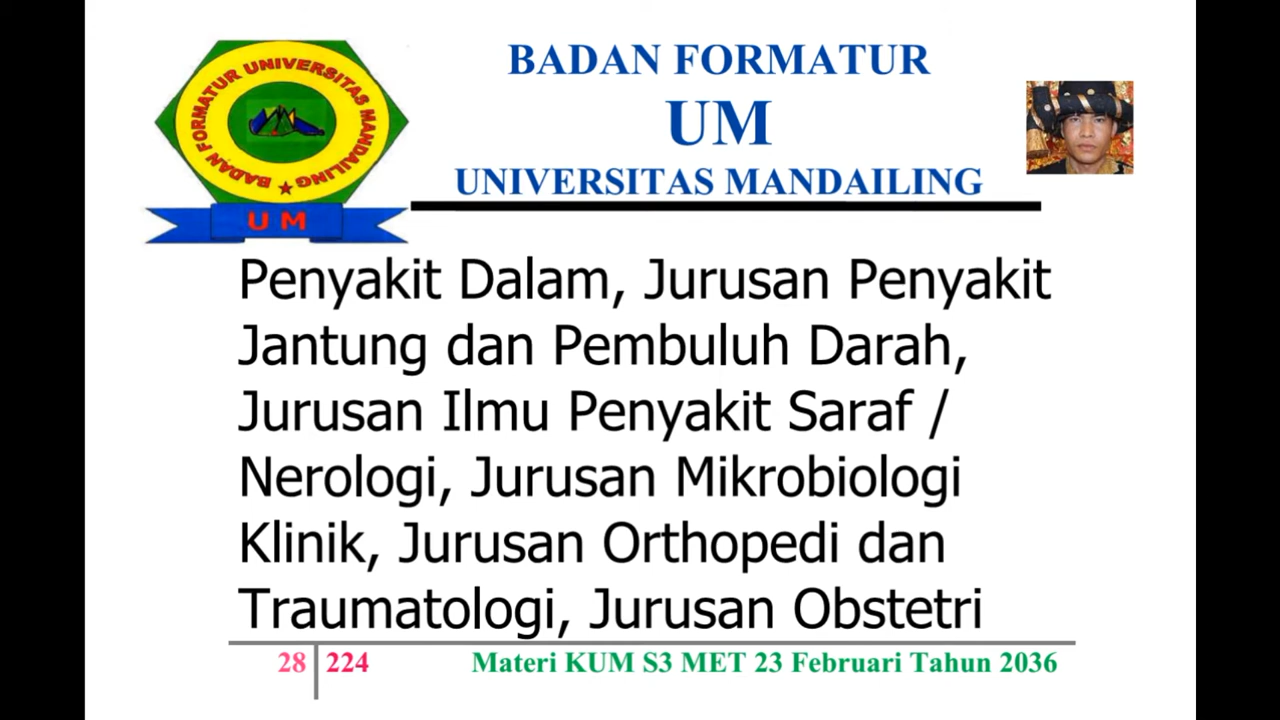 BADAN FORMATUR UNIVERSITAS MANDAILING
UM
BADAN FORMATUR
UM
UNIVERSITAS MANDAILING
Penyakit Dalam, Jurusan Penyakit
Jantung dan Pembuluh Darah,
Jurusan Ilmu Penyakit Saraf /
Nerologi, Jurusan Mikrobiologi
Klinik, Jurusan Orthopedi dan
Traumatologi, Jurusan Obstetri
28 224 Materi KUM S3 MET 23 Februari Tahun 2036